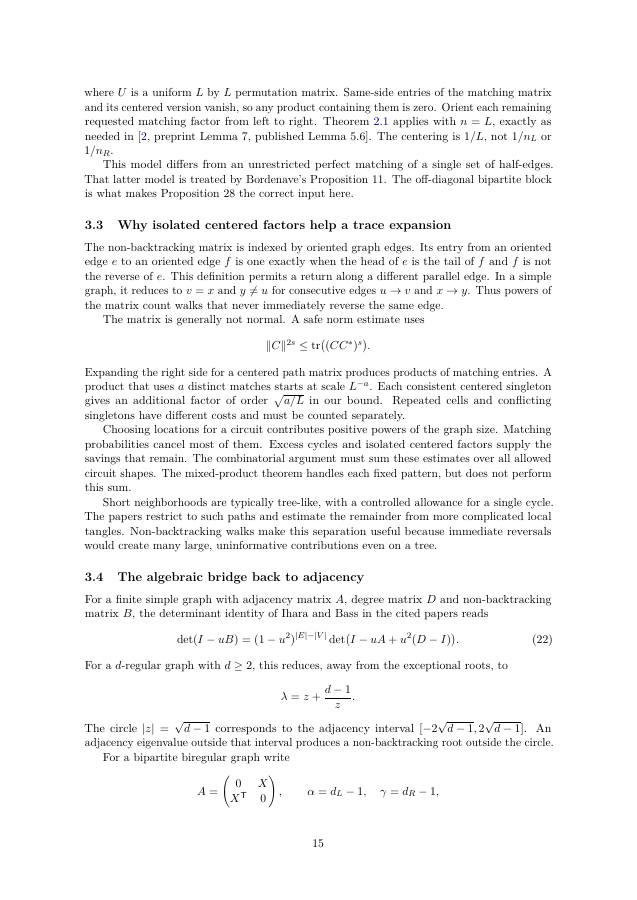 where U is a uniform L by L permutation matrix. Same-side entries of the matching matrix
and its centered version vanish, so any product containing them is zero. Orient each remaining
requested matching factor from left to right. Theorem 2.1 applies with n = L, exactly as
needed in [2, preprint Lemma 7, published Lemma 5.6]. The centering is 1/L, not 1/n_L or
1/n_R.
This model differs from an unrestricted perfect matching of a single set of half-edges.
That latter model is treated by Bordenave's Proposition 11. The off-diagonal bipartite block
is what makes Proposition 28 the correct input here.
3.3 Why isolated centered factors help a trace expansion
The non-backtracking matrix is indexed by oriented graph edges. Its entry from an oriented
edge e to an oriented edge f is one exactly when the head of e is the tail of f and f is not
the reverse of e. This definition permits a return along a different parallel edge. In a simple
graph, it reduces to v = x and y ≠ u for consecutive edges u → v and x → y. Thus powers of
the matrix count walks that never immediately reverse the same edge.
The matrix is generally not normal. A safe norm estimate uses
‖C‖^{2s} ≤ tr((CC*)^s).
Expanding the right side for a centered path matrix produces products of matching entries. A
product that uses a distinct matches starts at scale L^{−a}. Each consistent centered singleton
gives an additional factor of order √(a/L) in our bound. Repeated cells and conflicting
singletons have different costs and must be counted separately.
Choosing locations for a circuit contributes positive powers of the graph size. Matching
probabilities cancel most of them. Excess cycles and isolated centered factors supply the
savings that remain. The combinatorial argument must sum these estimates over all allowed
circuit shapes. The mixed-product theorem handles each fixed pattern, but does not perform
this sum.
Short neighborhoods are typically tree-like, with a controlled allowance for a single cycle.
The papers restrict to such paths and estimate the remainder from more complicated local
tangles. Non-backtracking walks make this separation useful because immediate reversals
would create many large, uninformative contributions even on a tree.
3.4 The algebraic bridge back to adjacency
For a finite simple graph with adjacency matrix A, degree matrix D and non-backtracking
matrix B, the determinant identity of Ihara and Bass in the cited papers reads
det(I − uB) = (1 − u²)^{|E|−|V|} det(I − uA + u²(D − I)). (22)
For a d-regular graph with d ≥ 2, this reduces, away from the exceptional roots, to
λ = z + (d − 1)/z.
The circle |z| = √(d − 1) corresponds to the adjacency interval [−2√(d − 1), 2√(d − 1)]. An
adjacency eigenvalue outside that interval produces a non-backtracking root outside the circle.
For a bipartite biregular graph write
A = (0 X; X^T 0), α = d_L − 1, γ = d_R − 1,
15